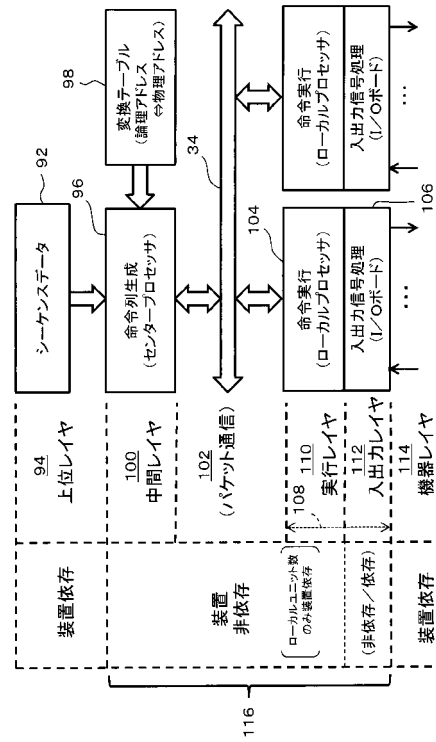 92
シーケンスデータ
96
命令列生成
(センタープロセッサ)
98
変換テーブル
(論理アドレス
⇔物理アドレス)
34
104
命令実行
(ローカルプロセッサ)
入出力信号処理
(I/Oボード)
106
…
命令実行
(ローカルプロセッサ)
入出力信号処理
(I/Oボード)
…
94
上位レイヤ
100
中間レイヤ
102
(パケット通信)
108
110
実行レイヤ
112
入出力レイヤ
114
機器レイヤ
装置依存
装置
非依存
ローカルユニット数
のみ装置依存
(非依存/依存)
装置依存
116